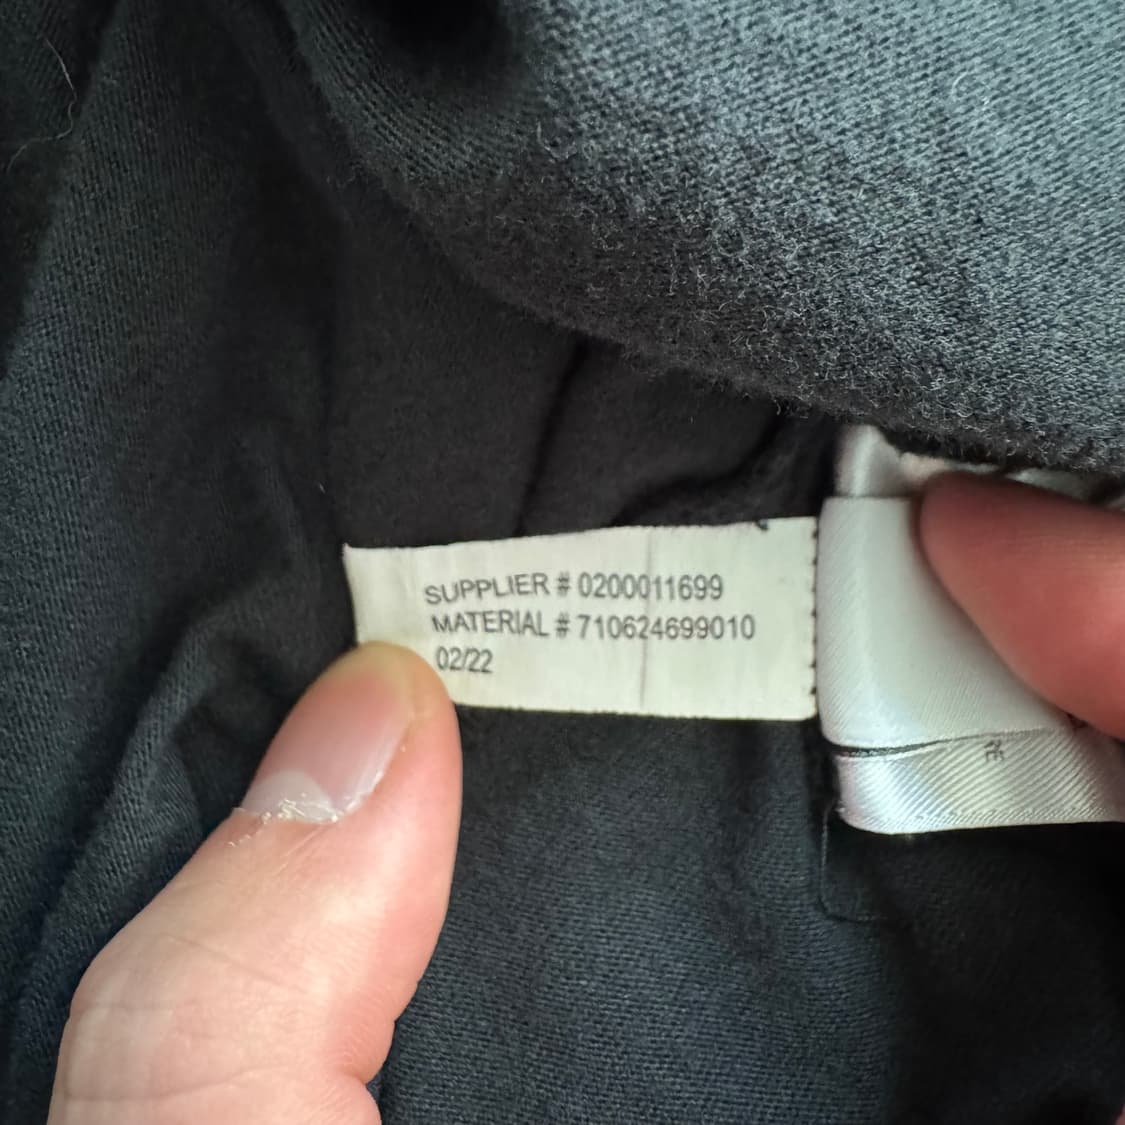 SUPPLIER # 0200011699
MATERIAL # 710624699010
02/22